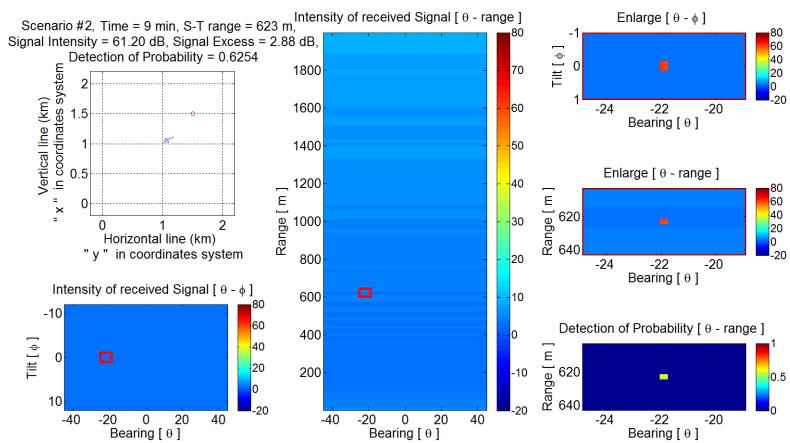 Scenario #2, Time = 9 min, S-T range = 623 m,
Signal Intensity = 61.20 dB, Signal Excess = 2.88 dB,
Detection of Probability = 0.6254
2
1.5
1
0.5
0
0 1 2
Vertical line (km)
" x "  in coordinates system
Horizontal line (km)
" y "  in coordinates system
Intensity of received Signal [ θ - ϕ ]
-10
0
10
-40 -20 0 20 40
Tilt [ ϕ ]
Bearing [ θ ]
80
60
40
20
0
-20
Intensity of received Signal [ θ - range ]
1800
1600
1400
1200
1000
800
600
400
200
-40 -20 0 20 40
Range [ m ]
Bearing [ θ ]
80
70
60
50
40
30
20
10
0
-10
-20
Enlarge [ θ - ϕ ]
-1
0
1
-24 -22 -20
Tilt [ ϕ ]
Bearing [ θ ]
80
60
40
20
0
-20
Enlarge [ θ - range ]
620
640
-24 -22 -20
Range [ m ]
Bearing [ θ ]
80
60
40
20
0
-20
Detection of Probability [ θ - range ]
620
640
-24 -22 -20
Range [ m ]
Bearing [ θ ]
1
0.5
0